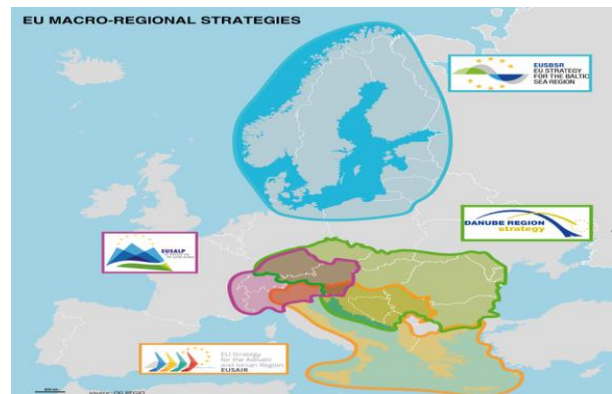 EU MACRO-REGIONAL STRATEGIES
EUSBSR
EU STRATEGY
FOR THE BALTIC
SEA REGION
DANUBE REGION
strategy
EUSALP
EU Strategy
for the Adriatic
and Ionian Region
EUSAIR